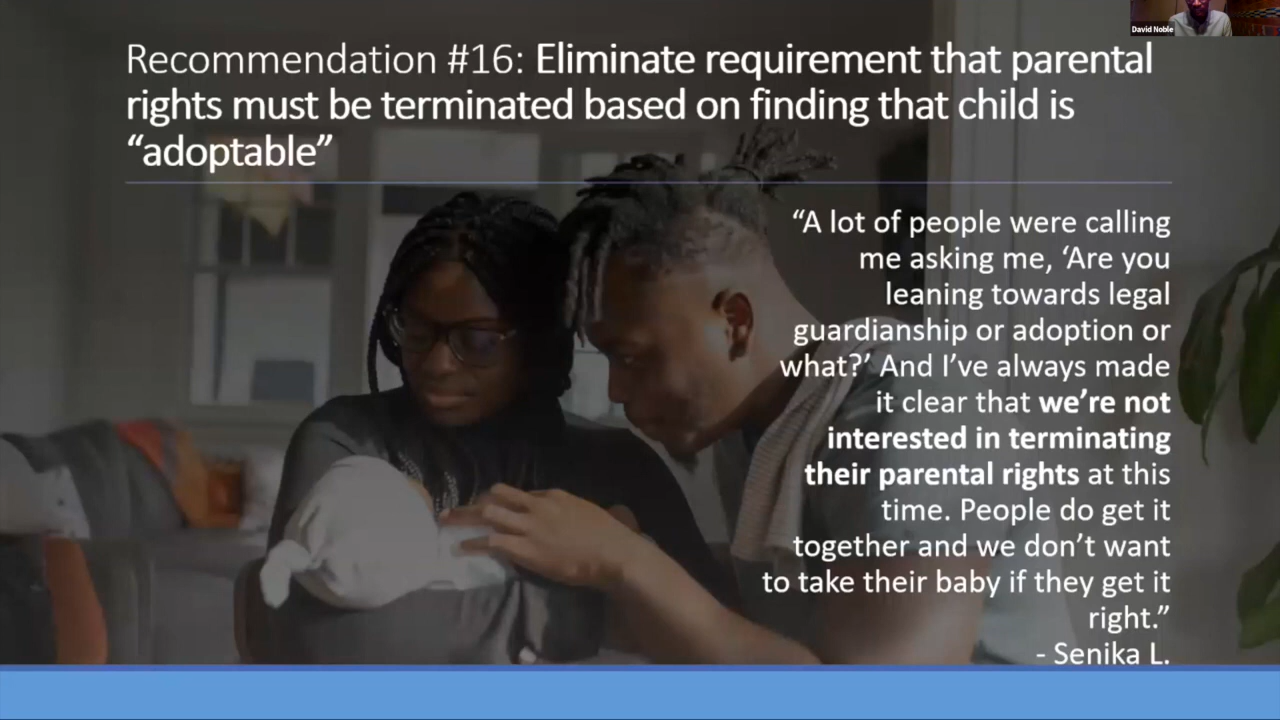 David Noble
Recommendation #16: Eliminate requirement that parental
rights must be terminated based on finding that child is
“adoptable”
“A lot of people were calling
me asking me, ‘Are you
leaning towards legal
guardianship or adoption or
what?’ And I’ve always made
it clear that we’re not
interested in terminating
their parental rights at this
time. People do get it
together and we don’t want
to take their baby if they get it
right.”
- Senika L.